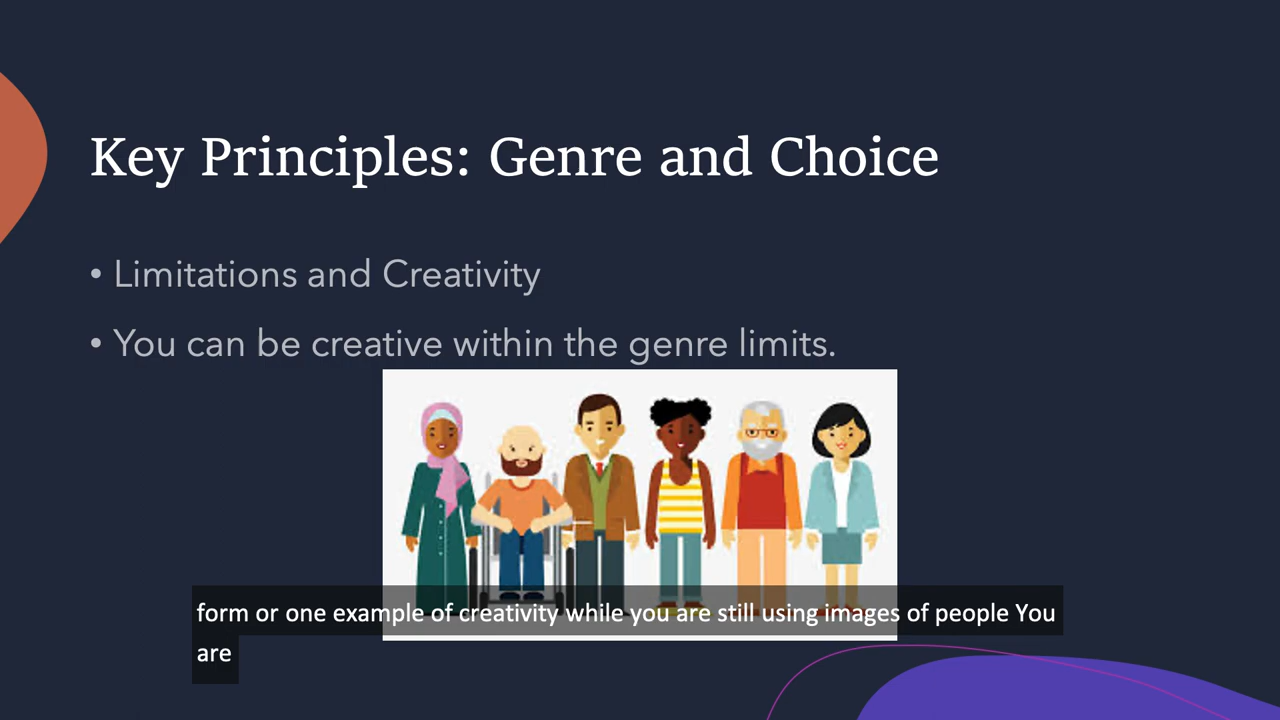 Key Principles: Genre and Choice
• Limitations and Creativity
• You can be creative within the genre limits.
form or one example of creativity while you are still using images of people You
are